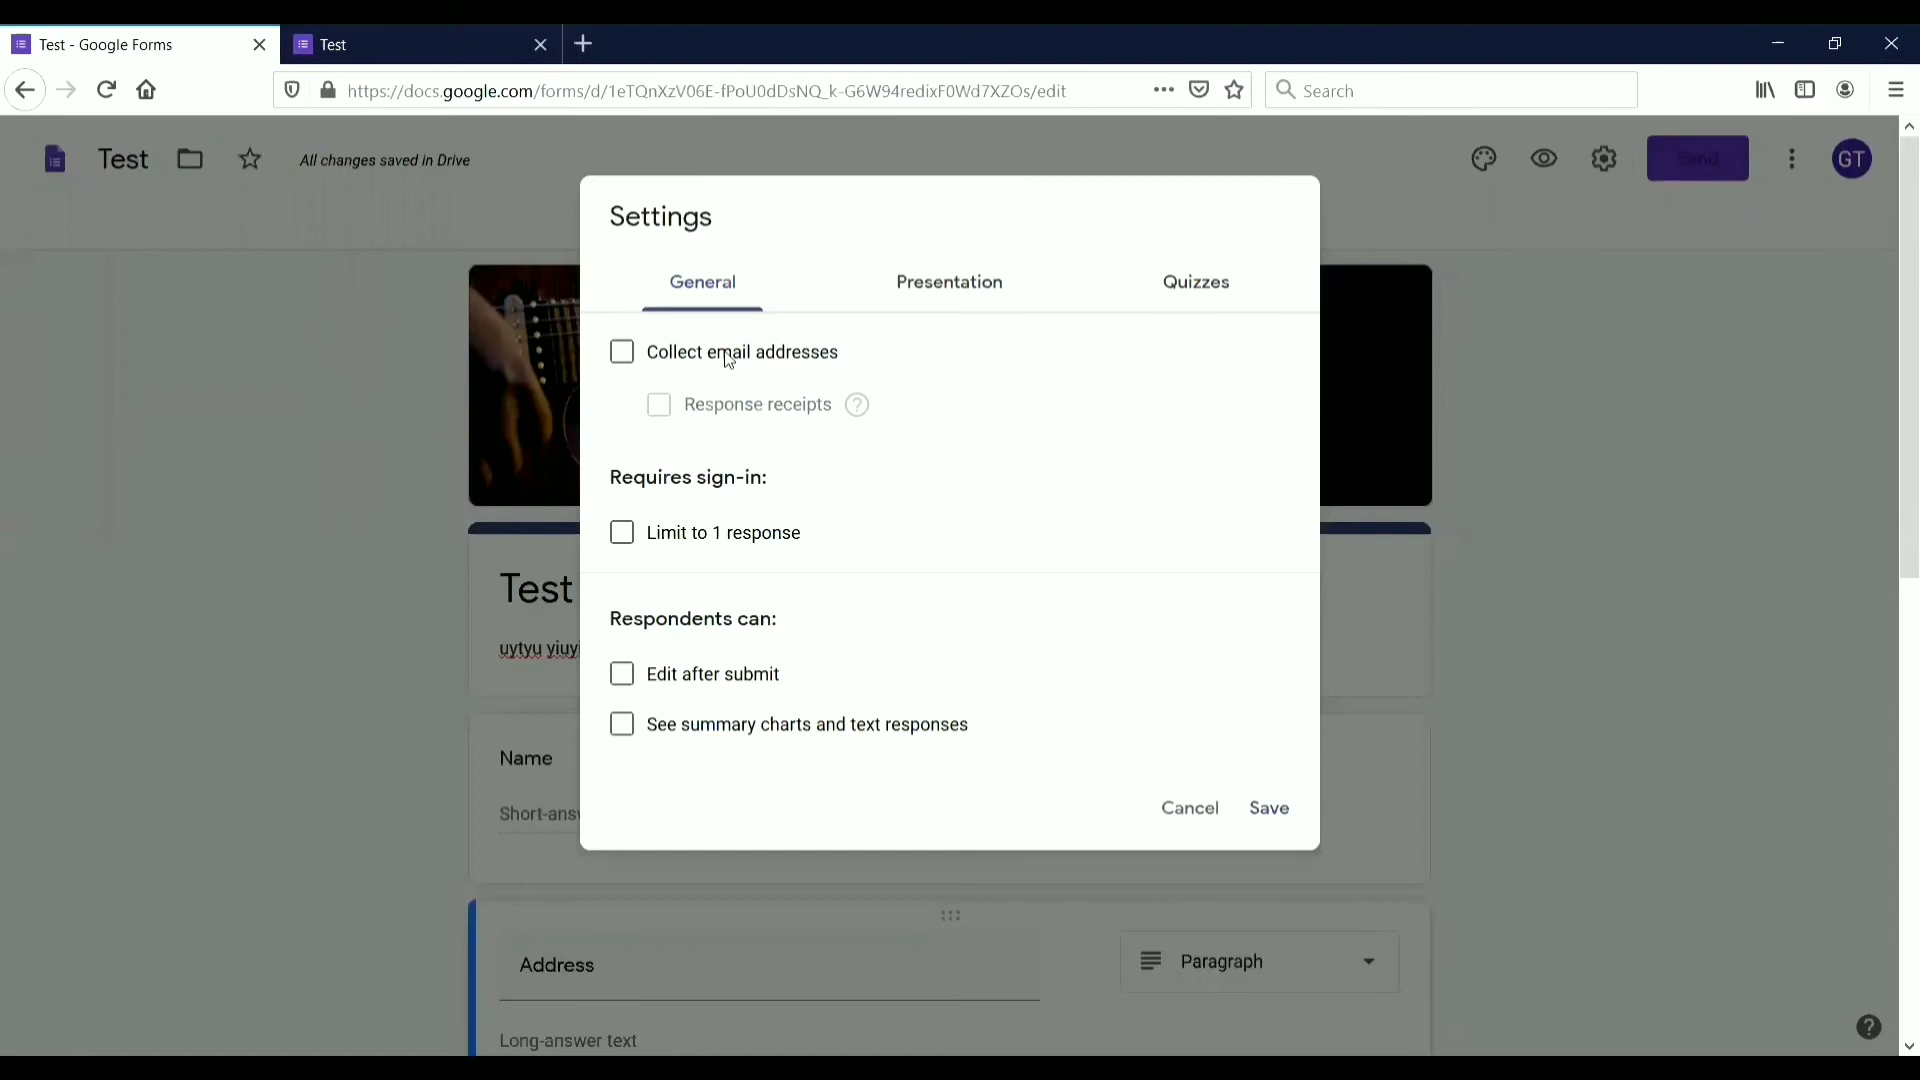 Test - Google Forms
Test
https://docs.google.com/forms/d/1eTQnXzV06E-fPoU0dDsNQ_k-G6W94redixF0Wd7XZOs/edit
Search
Test
All changes saved in Drive
Send
GT
Settings
General
Presentation
Quizzes
Collect email addresses
Response receipts
Requires sign-in:
Limit to 1 response
Test
Respondents can:
uytyu yiuyi
Edit after submit
See summary charts and text responses
Name
Cancel
Save
Short-answ
Address
Paragraph
Long-answer text